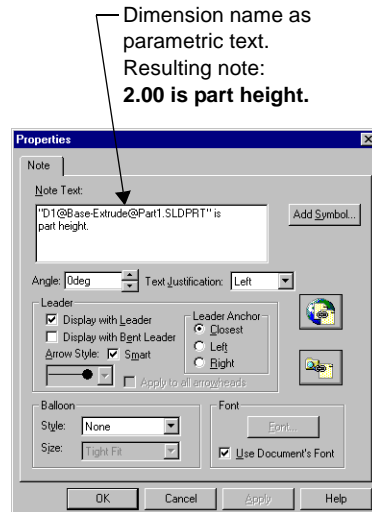 Dimension name as
parametric text.
Resulting note:
2.00 is part height.
Properties
Note
Note Text:
"D1@Base-Extrude@Part1.SLDPRT" is
part height.
Add Symbol...
Angle: 0deg Text Justification: Left
Leader
Display with Leader
Display with Bent Leader
Arrow Style: Smart
Apply to all arrowheads
Leader Anchor
Closest
Left
Right
Balloon
Style: None
Size: Tight Fit
Font
Font...
Use Document's Font
OK Cancel Apply Help